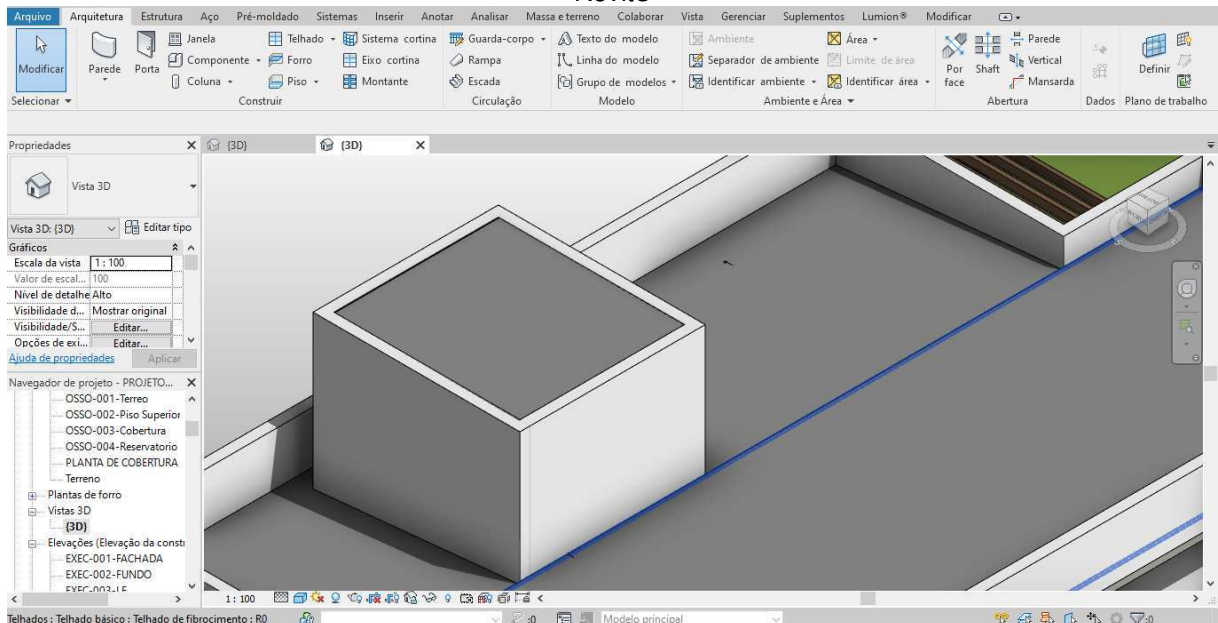 Arquivo Arquitetura Estrutura Aço Pré-moldado Sistemas Inserir Anotar Analisar Massa e terreno Colaborar Vista Gerenciar Suplementos Lumion® Modificar
Janela Telhado Sistema cortina Guarda-corpo Texto do modelo Ambiente Área Parede
Modificar Parede Porta Componente Forro Eixo cortina Rampa Linha do modelo Separador de ambiente Limite de área Por face Shaft Vertical Definir
Coluna Piso Montante Escada Grupo de modelos Identificar ambiente Identificar área Mansarda
Selecionar Construir Circulação Modelo Ambiente e Área Abertura Dados Plano de trabalho
Propriedades X {3D} {3D} X
Vista 3D
Vista 3D: {3D} Editar tipo
Gráficos
Escala da vista 1 : 100
Valor de escal... 100
Nível de detalhe Alto
Visibilidade d... Mostrar original
Visibilidade/S... Editar...
Opções de exi... Editar...
Ajuda de propriedades Aplicar
Navegador de projeto - PROJETO... X
OSSO-001-Terreo
OSSO-002-Piso Superior
OSSO-003-Cobertura
OSSO-004-Reservatorio
PLANTA DE COBERTURA
Terreno
Plantas de forro
Vistas 3D
{3D}
Elevações (Elevação da constr
EXEC-001-FACHADA
EXEC-002-FUNDO
EXEC-003-LE
1 : 100
Telhados : Telhado básico : Telhado de fibrocimento : R0 :0 Modelo principal :0